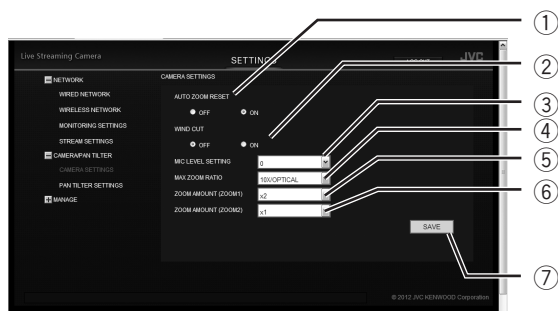 Live Streaming Camera
SETTINGS
JVC
NETWORK
WIRED NETWORK
WIRELESS NETWORK
MONITORING SETTINGS
STREAM SETTINGS
CAMERA/PAN TILTER
CAMERA SETTINGS
PAN TILTER SETTINGS
MANAGE
CAMERA SETTINGS
AUTO ZOOM RESET
OFF ON
WIND CUT
OFF ON
MIC LEVEL SETTING 0
MAX ZOOM RATIO 10X/OPTICAL
ZOOM AMOUNT (ZOOM1) x2
ZOOM AMOUNT (ZOOM2) x1
SAVE
© 2012 JVC KENWOOD Corporation
1
2
3
4
5
6
7